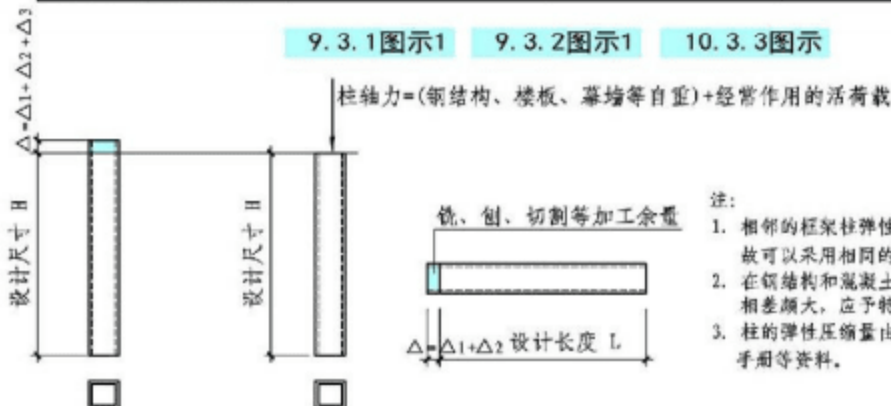 9.3.1图示1 9.3.2图示1 10.3.3图示
柱轴力=(钢结构、楼板、幕墙等自重)+经常作用的活荷载
△=△1+△2+△3
设计尺寸 H
设计尺寸 H
铣、刨、切割等加工余量
△=△1+△2 设计长度 L
注:
1. 相邻的框架柱弹性
故可以采用相同的
2. 在钢结构和混凝土
相差颇大，应予特
3. 柱的弹性压缩量由
手册等资料。